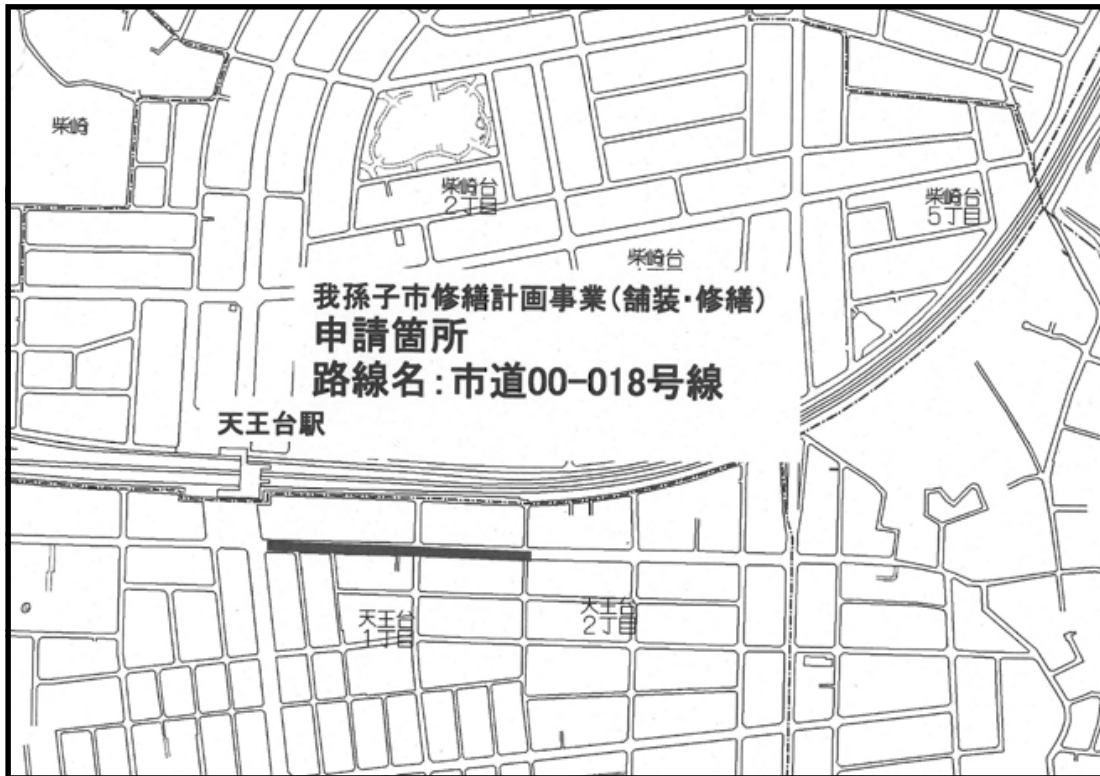 柴崎
柴崎台
2丁目
柴崎台
5丁目
柴崎台
我孫子市修繕計画事業(舗装・修繕)
申請箇所
路線名:市道00-018号線
天王台駅
天王台
1丁目
天王台
2丁目